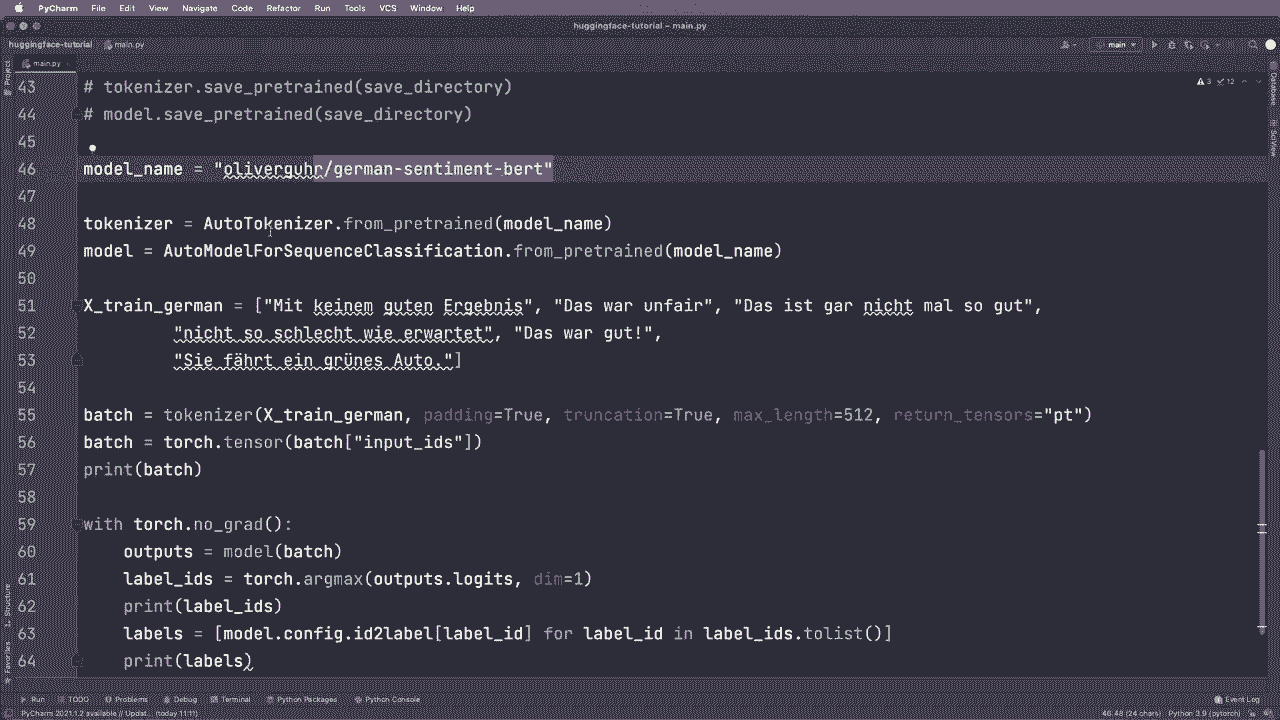 PyCharm File Edit View Navigate Code Refactor Run Tools VCS Window Help
huggingface-tutorial – main.py
huggingface-tutorial main.py main
Project main.py
43 # tokenizer.save_pretrained(save_directory) 3 12
44 # model.save_pretrained(save_directory)
45
46 model_name = "oliverguhr/german-sentiment-bert"
47
48 tokenizer = AutoTokenizer.from_pretrained(model_name)
49 model = AutoModelForSequenceClassification.from_pretrained(model_name)
50
51 X_train_german = ["Mit keinem guten Ergebnis", "Das war unfair", "Das ist gar nicht mal so gut",
52 "nicht so schlecht wie erwartet", "Das war gut!",
53 "Sie fährt ein grünes Auto."]
54
55 batch = tokenizer(X_train_german, padding=True, truncation=True, max_length=512, return_tensors="pt")
56 batch = torch.tensor(batch["input_ids"])
57 print(batch)
58
59 with torch.no_grad():
60 outputs = model(batch)
61 label_ids = torch.argmax(outputs.logits, dim=1)
62 print(label_ids)
63 labels = [model.config.id2label[label_id] for label_id in label_ids.tolist()]
64 print(labels)
Database
SciView
Structure
Favorites
Run TODO Problems Debug Terminal Python Packages Python Console Event Log
PyCharm 2021.1.2 available // Updat... (today 11:11) 46:48 (24 chars) Python 3.9 (pytorch)